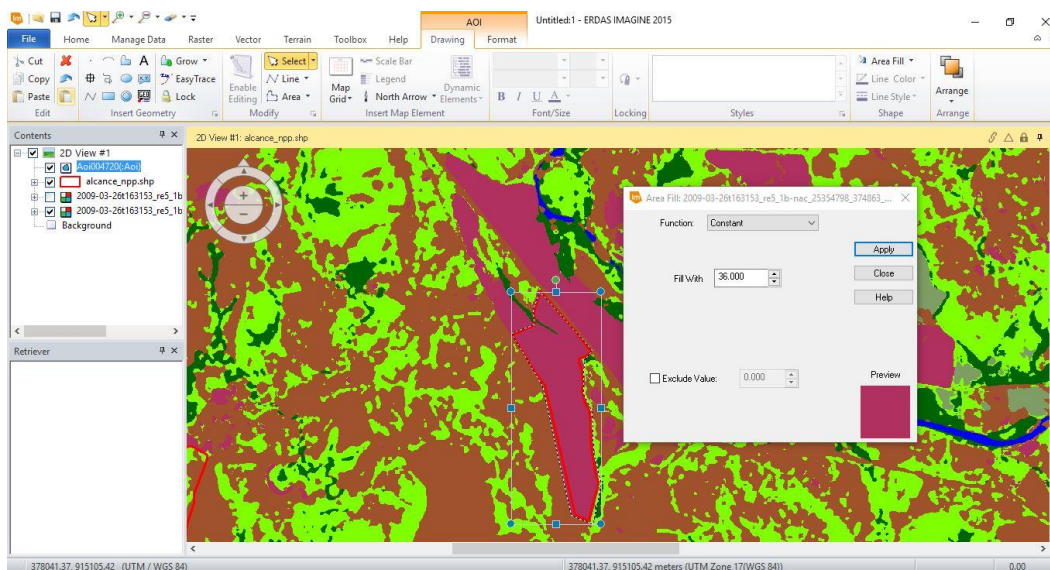 AOI
Untitled:1 - ERDAS IMAGINE 2015
File Home Manage Data Raster Vector Terrain Toolbox Help Drawing Format
Cut
Copy
Paste
Edit
A
Grow
EasyTrace
Lock
Insert Geometry
Enable
Editing
Select
Line
Area
Modify
Map
Grid
Scale Bar
Legend
North Arrow
Dynamic
Elements
Insert Map Element
B I U A
Font/Size
Locking
Styles
Area Fill
Line Color
Line Style
Shape
Arrange
Arrange
Contents
2D View #1
Aoi004720(:Aoi)
alcance_npp.shp
2009-03-26t163153_re5_1b
2009-03-26t163153_re5_1b
Background
Retriever
2D View #1: alcance_npp.shp
Area Fill: 2009-03-26t163153_re5_1b-nac_25354798_374863_...
Function: Constant
Apply
Fill With 36.000
Close
Help
Exclude Value: 0.000
Preview
378041.37, 915105.42 (UTM / WGS 84)
378041.37, 915105.42 meters (UTM Zone 17(WGS 84))
0.00